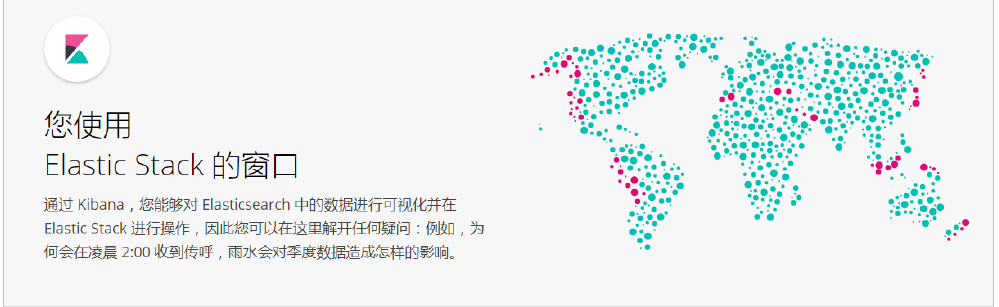 您使用
Elastic Stack 的窗口
通过 Kibana，您能够对 Elasticsearch 中的数据进行可视化并在
Elastic Stack 进行操作，因此您可以在这里解开任何疑问：例如，为
何会在凌晨 2:00 收到传呼，雨水会对季度数据造成怎样的影响。